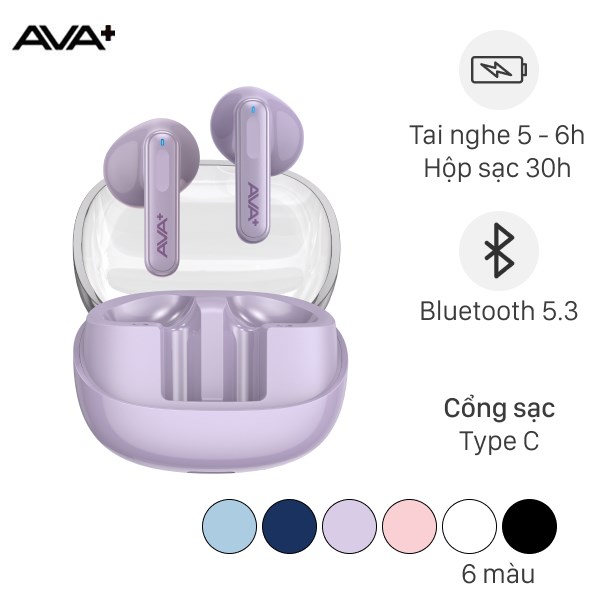 AVA+
Tai nghe 5 - 6h
Hộp sạc 30h
AVA+
AVA+
Bluetooth 5.3
Cổng sạc
Type C
6 màu